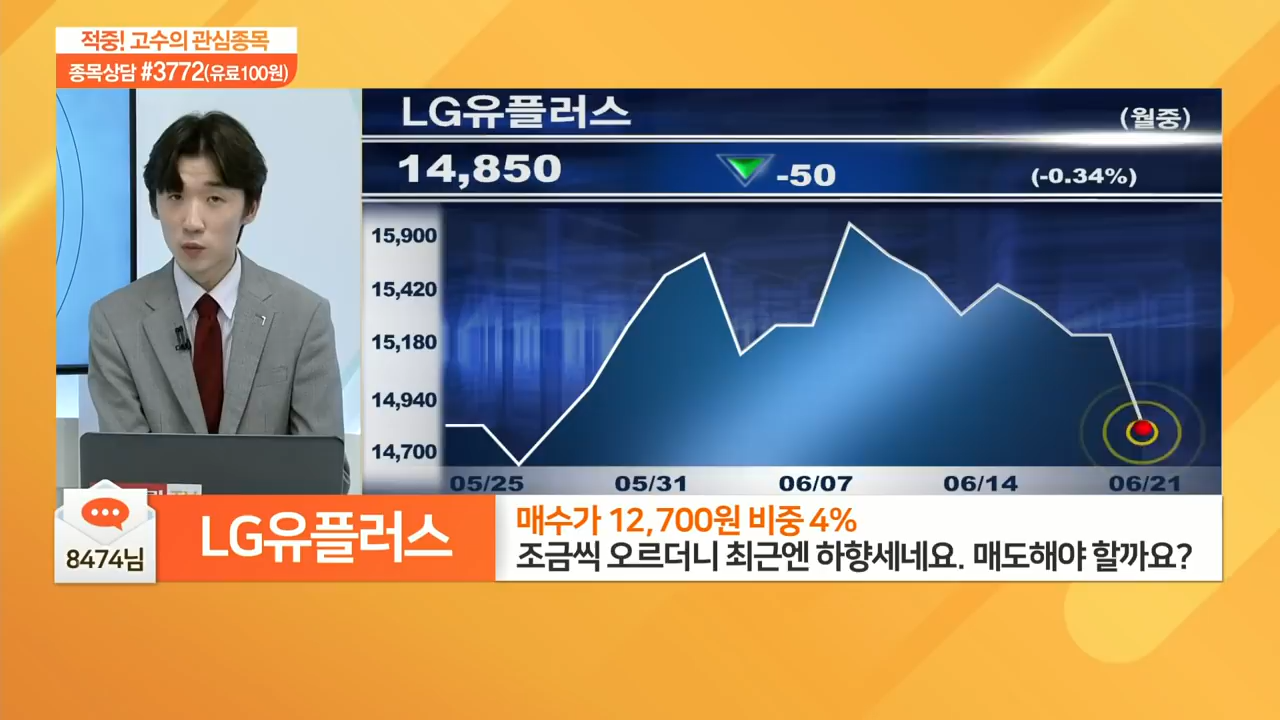 적중! 고수의 관심종목
종목상담 #3772(유료100원)
LG유플러스
(월중)
14,850
-50
(-0.34%)
15,900
15,420
15,180
14,940
14,700
05/25
05/31
06/07
06/14
06/21
8474님
LG유플러스
매수가 12,700원 비중 4%
조금씩 오르더니 최근엔 하향세네요. 매도해야 할까요?